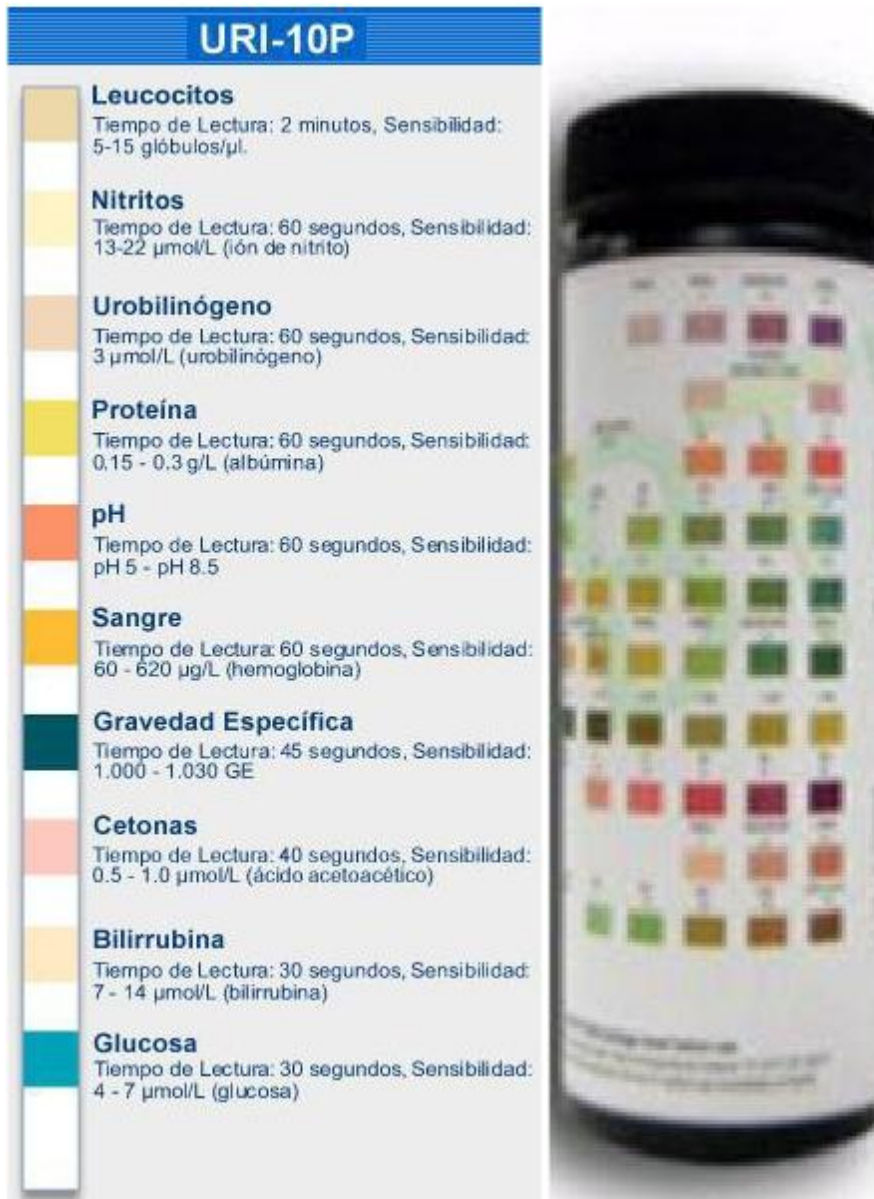 URI-10P
Leucocitos
Tiempo de Lectura: 2 minutos, Sensibilidad:
5-15 glóbulos/µl.
Nitritos
Tiempo de Lectura: 60 segundos, Sensibilidad:
13-22 µmol/L (ión de nitrito)
Urobilinógeno
Tiempo de Lectura: 60 segundos, Sensibilidad:
3 µmol/L (urobilinógeno)
Proteína
Tiempo de Lectura: 60 segundos, Sensibilidad:
0.15 - 0.3 g/L (albúmina)
pH
Tiempo de Lectura: 60 segundos, Sensibilidad:
pH 5 - pH 8.5
Sangre
Tiempo de Lectura: 60 segundos, Sensibilidad:
60 - 620 µg/L (hemoglobina)
Gravedad Específica
Tiempo de Lectura: 45 segundos, Sensibilidad:
1.000 - 1.030 GE
Cetonas
Tiempo de Lectura: 40 segundos, Sensibilidad:
0.5 - 1.0 µmol/L (ácido acetoacético)
Bilirrubina
Tiempo de Lectura: 30 segundos, Sensibilidad:
7 - 14 µmol/L (bilirrubina)
Glucosa
Tiempo de Lectura: 30 segundos, Sensibilidad:
4 - 7 µmol/L (glucosa)